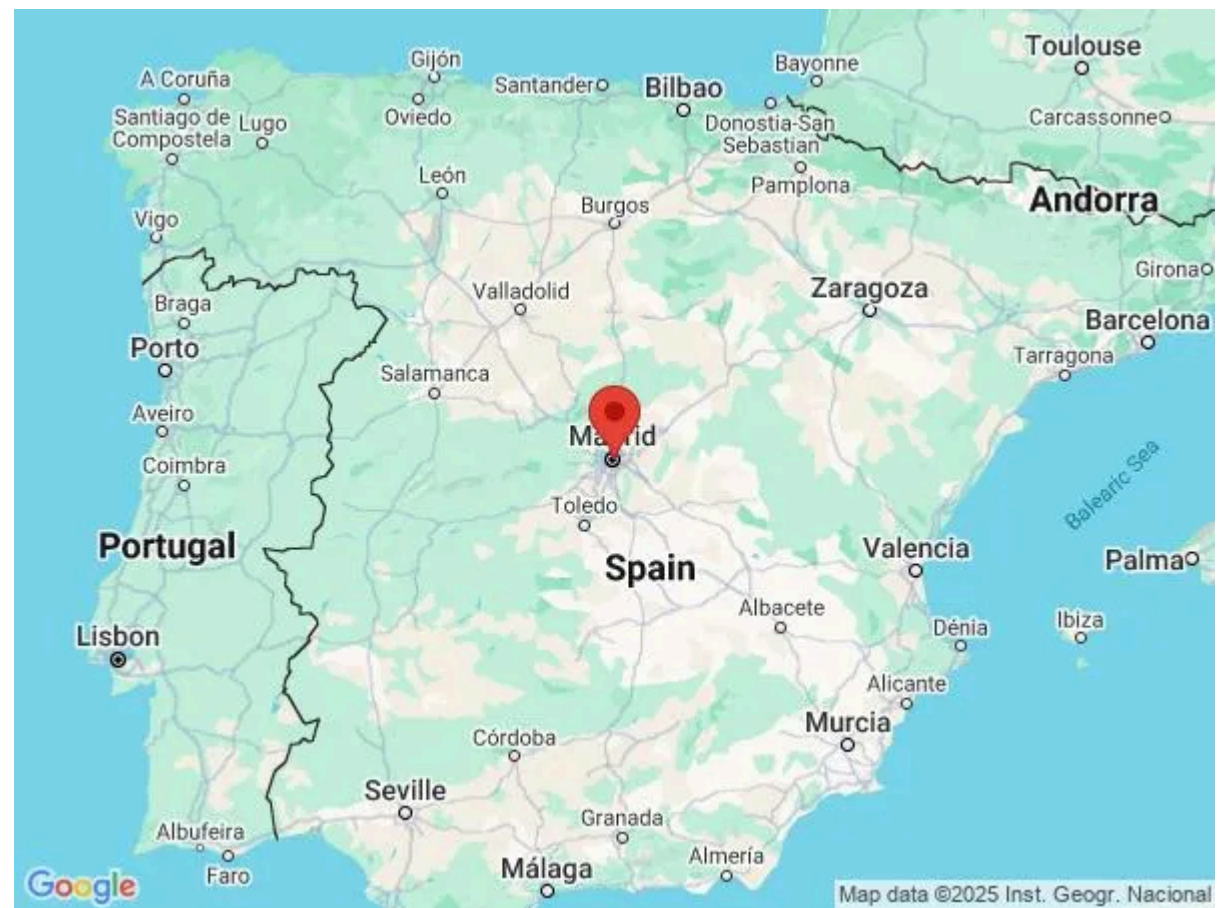 Toulouse
Gijón
A Coruña
Santander
Bilbao
Bayonne
Carcassonne
Santiago de
Compostela
Lugo
Oviedo
Donostia-San
Sebastian
León
Pamplona
Andorra
Burgos
Vigo
Girona
Zaragoza
Valladolid
Braga
Barcelona
Porto
Tarragona
Salamanca
Aveiro
Madrid
Coimbra
Balearic Sea
Toledo
Portugal
Spain
Valencia
Palma
Albacete
Ibiza
Dénia
Lisbon
Alicante
Murcia
Córdoba
Seville
Granada
Albufeira
Almería
Málaga
Faro
Google
Map data ©2025 Inst. Geogr. Nacional